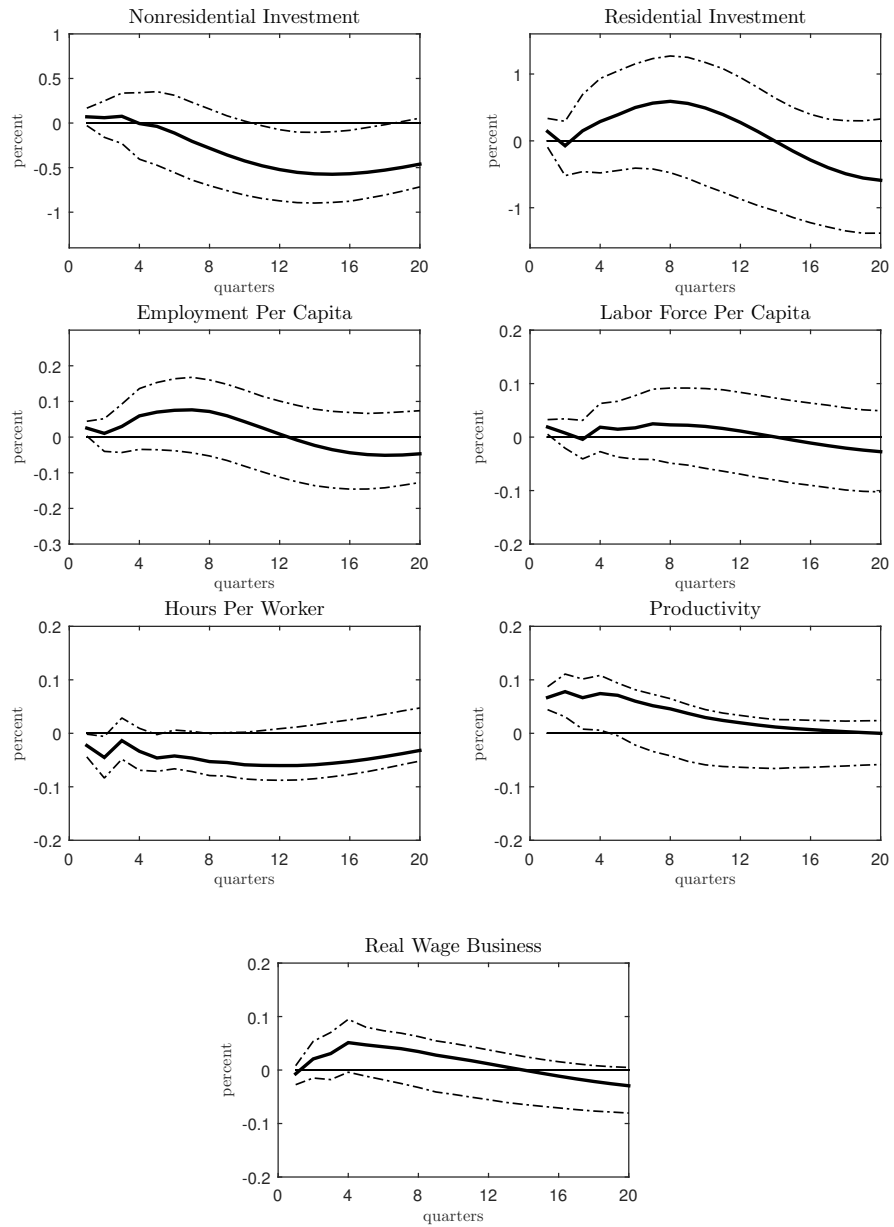 Nonresidential Investment
percent
1
0.5
0
-0.5
-1
0 4 8 12 16 20
quarters
Residential Investment
percent
1
0
-1
0 4 8 12 16 20
quarters
Employment Per Capita
percent
0.2
0.1
0
-0.1
-0.2
-0.3
0 4 8 12 16 20
quarters
Labor Force Per Capita
percent
0.2
0.1
0
-0.1
-0.2
0 4 8 12 16 20
quarters
Hours Per Worker
percent
0.2
0.1
0
-0.1
-0.2
0 4 8 12 16 20
quarters
Productivity
percent
0.2
0.1
0
-0.1
-0.2
0 4 8 12 16 20
quarters
Real Wage Business
percent
0.2
0.1
0
-0.1
-0.2
0 4 8 12 16 20
quarters